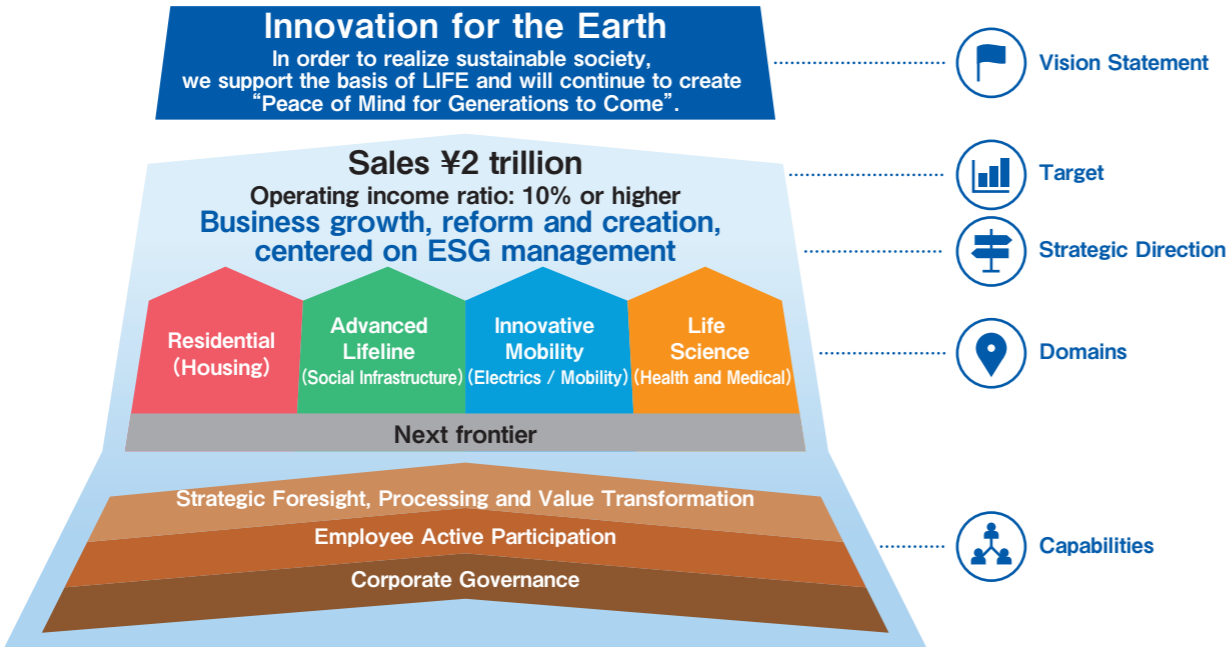 Innovation for the Earth
In order to realize sustainable society,
we support the basis of LIFE and will continue to create
“Peace of Mind for Generations to Come”.
Vision Statement
Sales ¥2 trillion
Operating income ratio: 10% or higher
Target
Business growth, reform and creation,
centered on ESG management
Strategic Direction
Residential
(Housing)
Advanced
Lifeline
(Social Infrastructure)
Innovative
Mobility
(Electrics / Mobility)
Life
Science
(Health and Medical)
Domains
Next frontier
Strategic Foresight, Processing and Value Transformation
Employee Active Participation
Corporate Governance
Capabilities